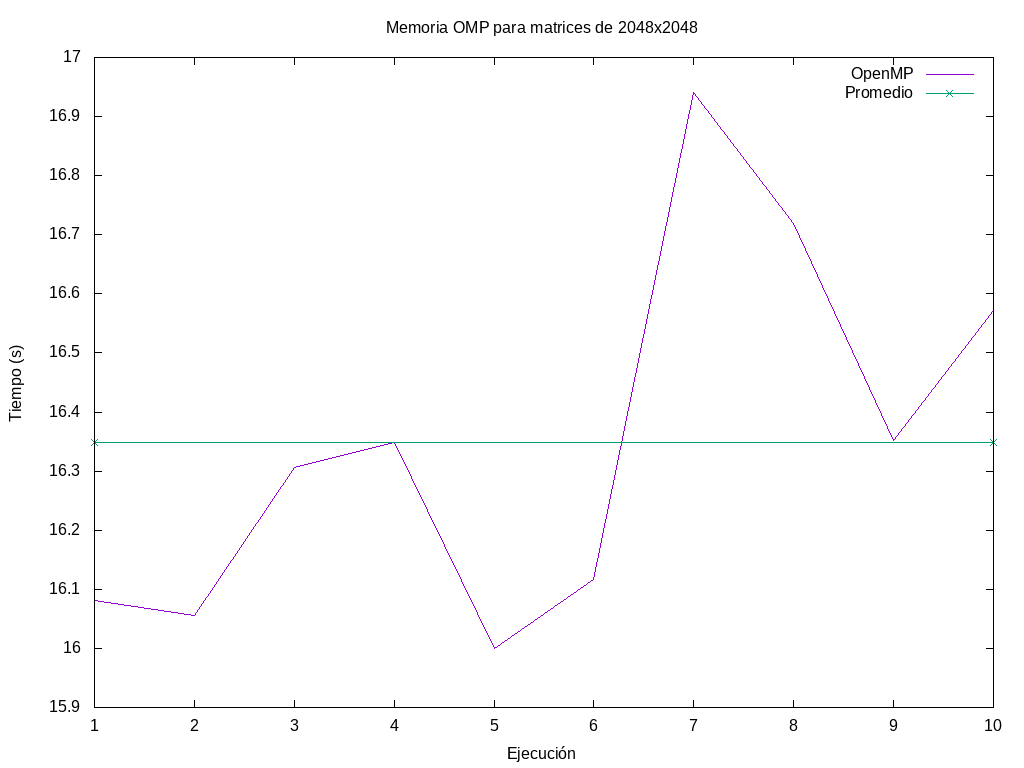 Memoria OMP para matrices de 2048x2048
OpenMP
Promedio
17
16.9
16.8
16.7
16.6
16.5
16.4
16.3
16.2
16.1
16
15.9
Tiempo (s)
1 2 3 4 5 6 7 8 9 10
Ejecución